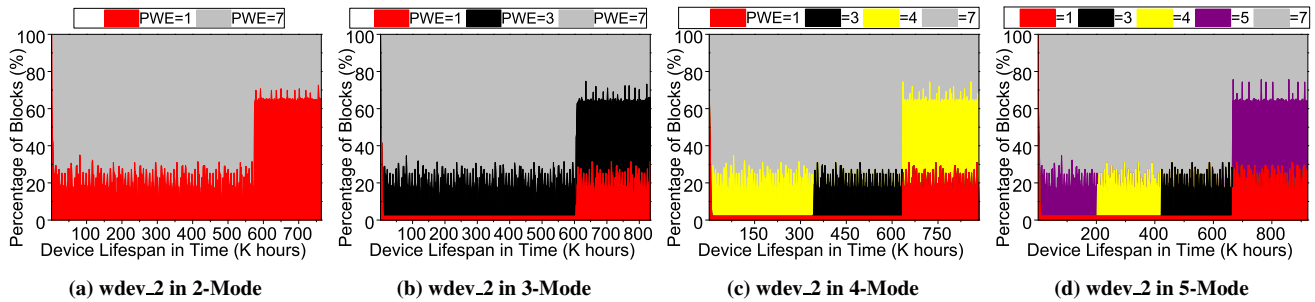 PWE=1 PWE=7
Percentage of Blocks (%)
100
80
60
40
20
0
100 200 300 400 500 600 700
Device Lifespan in Time (K hours)
(a) wdev_2 in 2-Mode
PWE=1 PWE=3 PWE=7
Percentage of Blocks (%)
100
80
60
40
20
0
100 200 300 400 500 600 700 800
Device Lifespan in Time (K hours)
(b) wdev_2 in 3-Mode
PWE=1 =3 =4 =7
Percentage of Blocks (%)
100
80
60
40
20
0
150 300 450 600 750
Device Lifespan in Time (K hours)
(c) wdev_2 in 4-Mode
=1 =3 =4 =5 =7
Percentage of Blocks (%)
100
80
60
40
20
0
200 400 600 800
Device Lifespan in Time (K hours)
(d) wdev_2 in 5-Mode